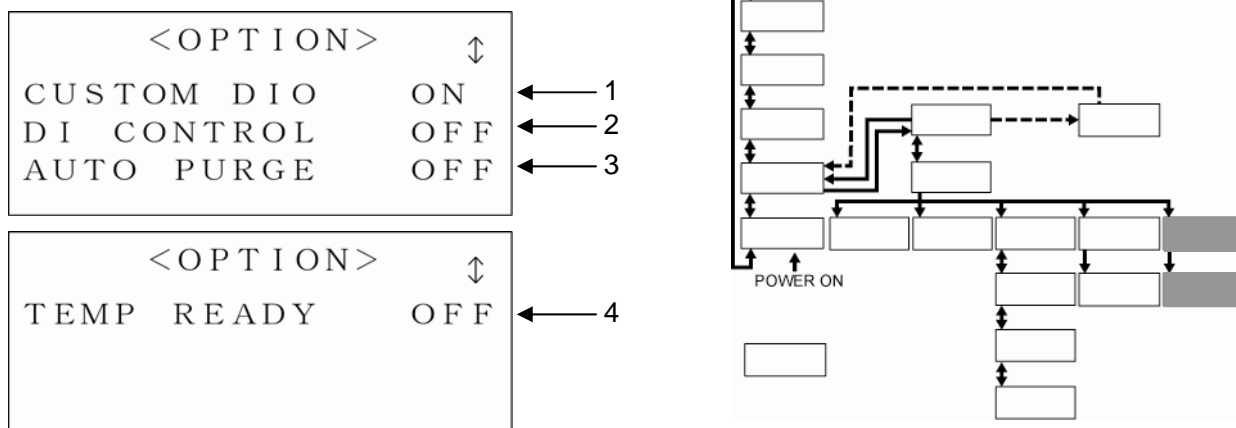 <OPTION> ↕
CUSTOM DIO ON 1
DI CONTROL OFF 2
AUTO PURGE OFF 3
<OPTION> ↕
TEMP READY OFF 4
POWER ON